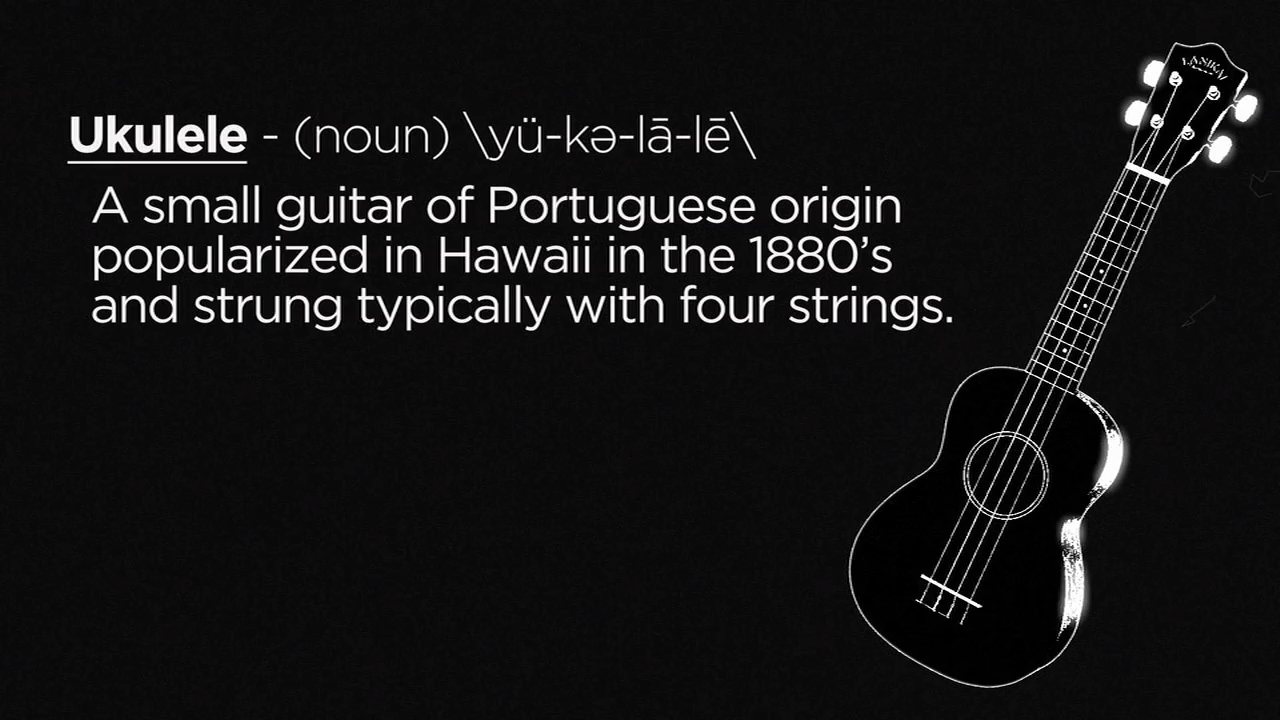 Ukulele - (noun) \yü-kə-lā-lē\
A small guitar of Portuguese origin
popularized in Hawaii in the 1880’s
and strung typically with four strings.
LANIKAI